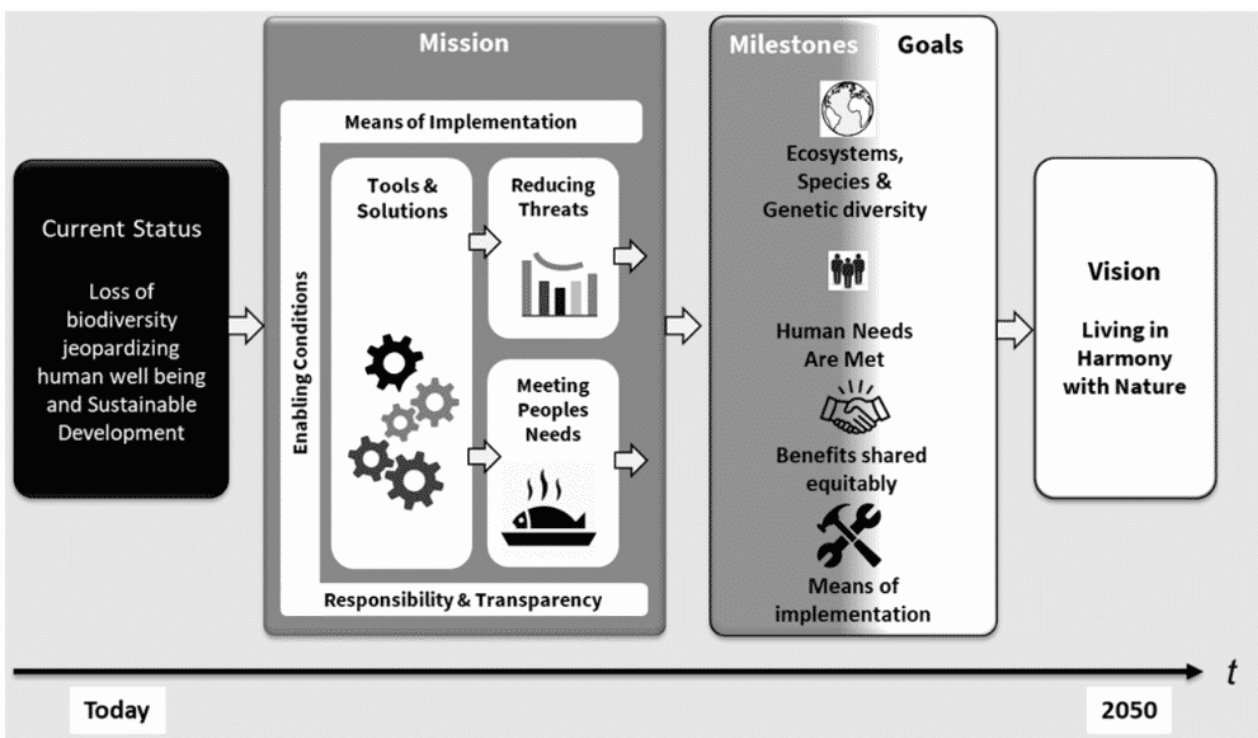 Mission
Milestones Goals
Means of Implementation
Current Status
Loss of
biodiversity
jeopardizing
human well being
and Sustainable
Development
Enabling Conditions
Tools &
Solutions
Reducing
Threats
Meeting
Peoples
Needs
Responsibility & Transparency
Ecosystems,
Species &
Genetic diversity
Human Needs
Are Met
Benefits shared
equitably
Means of
implementation
Vision
Living in
Harmony
with Nature
t
Today
2050